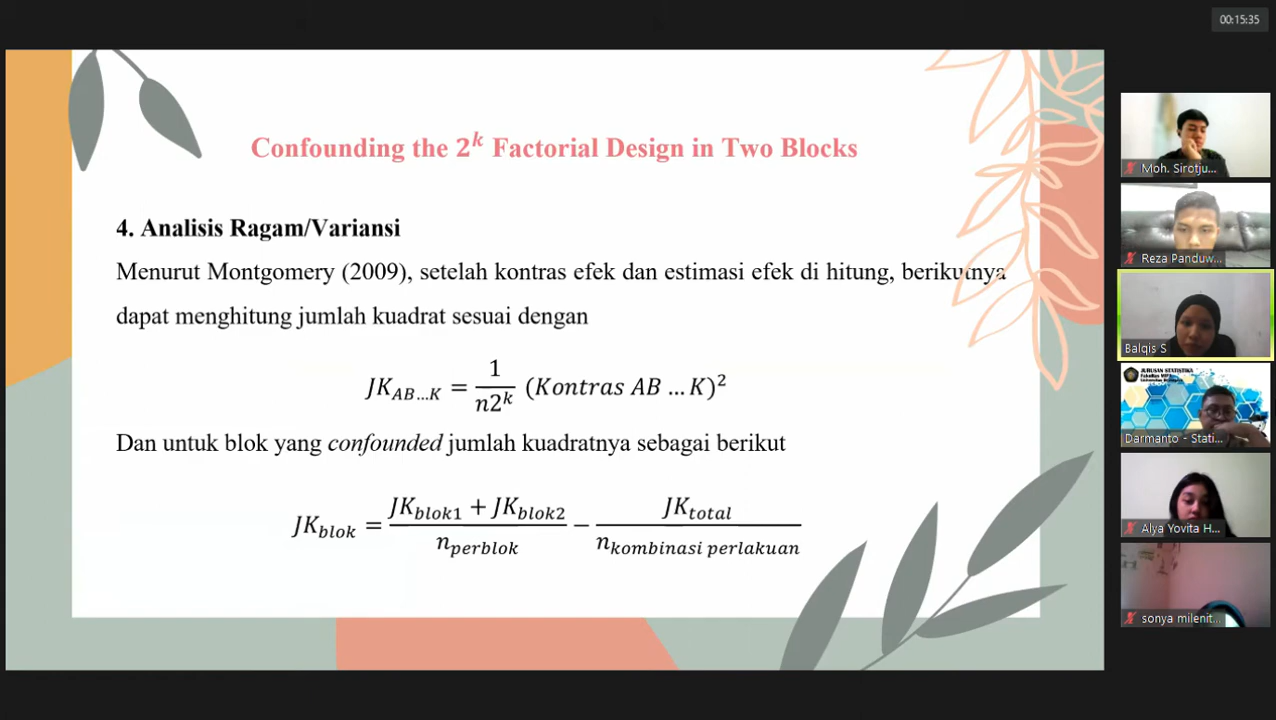 00:15:35
Confounding the 2^k Factorial Design in Two Blocks
4. Analisis Ragam/Variansi
Menurut Montgomery (2009), setelah kontras efek dan estimasi efek di hitung, berikutnya
dapat menghitung jumlah kuadrat sesuai dengan
JK_{AB…K} = \frac{1}{n2^k} (Kontras AB … K)^2
Dan untuk blok yang confounded jumlah kuadratnya sebagai berikut
JK_{blok} = \frac{JK_{blok1} + JK_{blok2}}{n_{perblok}} − \frac{JK_{total}}{n_{kombinasi perlakuan}}
Moh. Sirotju...
Reza Panduw...
Balqis S
JURUSAN STATISTIKA
Darmanto - Stati...
Alya Yovita H...
sonya milenit...